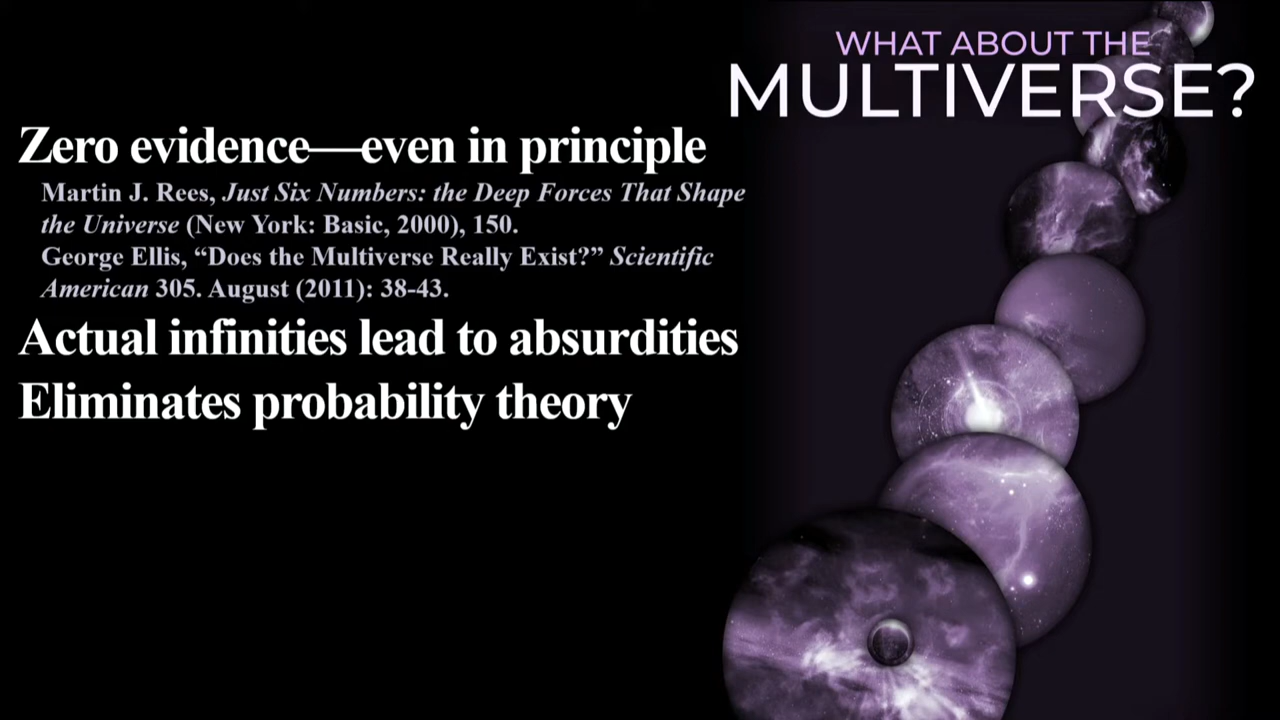 WHAT ABOUT THE
MULTIVERSE?
Zero evidence—even in principle
Martin J. Rees, Just Six Numbers: the Deep Forces That Shape
the Universe (New York: Basic, 2000), 150.
George Ellis, “Does the Multiverse Really Exist?” Scientific
American 305. August (2011): 38-43.
Actual infinities lead to absurdities
Eliminates probability theory